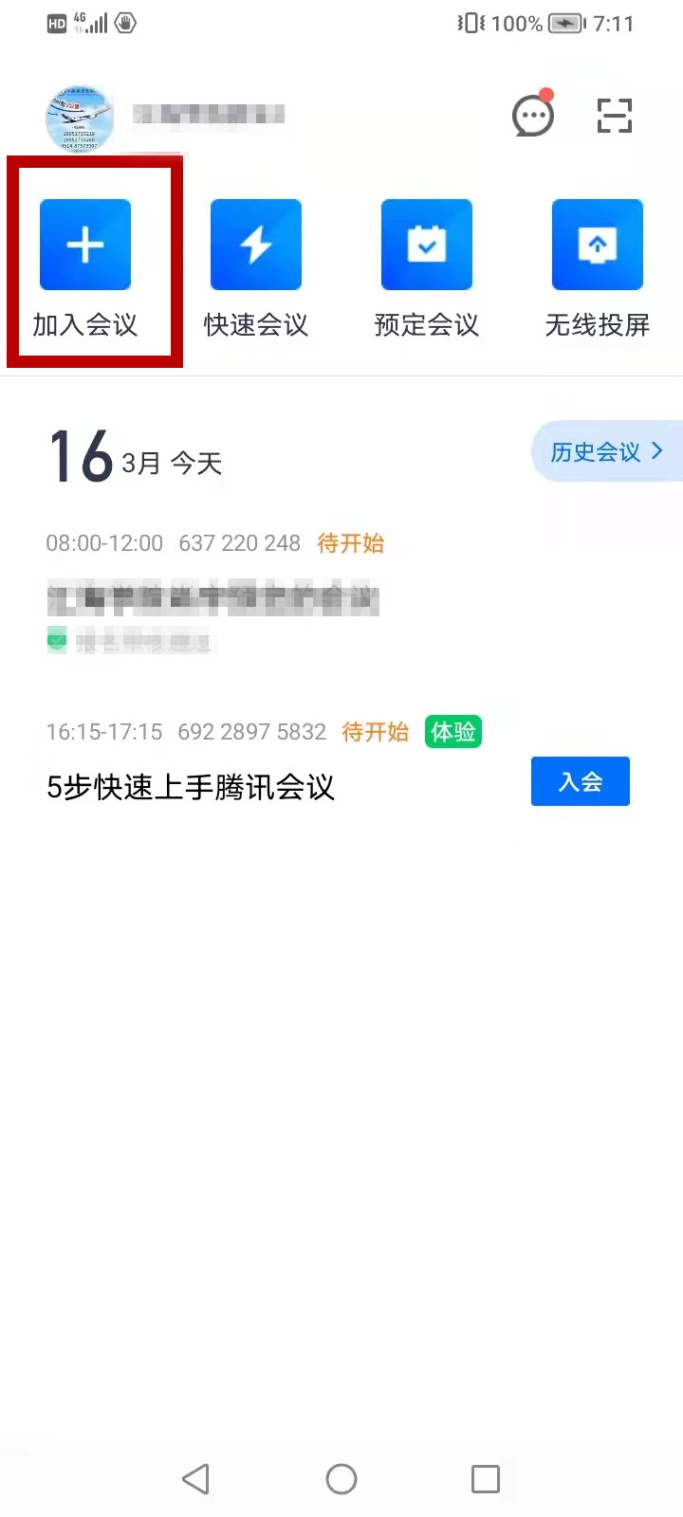 HD 4G 100% 7:11
加入会议 快速会议 预定会议 无线投屏
16 3月 今天 历史会议
08:00-12:00 637 220 248 待开始
16:15-17:15 692 2897 5832 待开始 体验
5步快速上手腾讯会议 入会